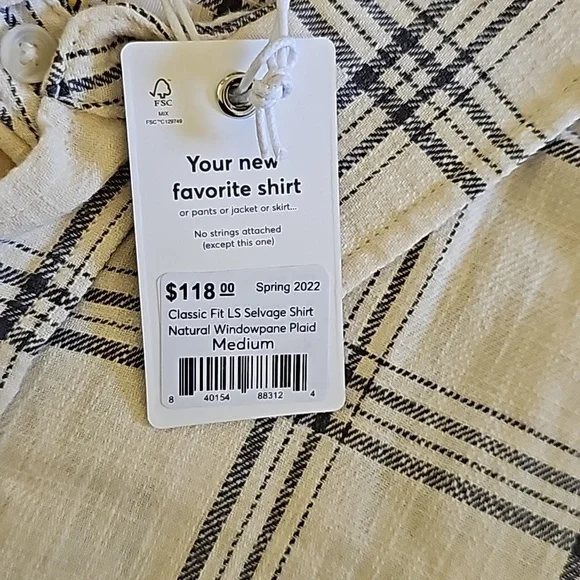 FSC
MIX
FSC™C129749
Your new
favorite shirt
or pants or jacket or skirt...
No strings attached
(except this one)
$118.00 Spring 2022
Classic Fit LS Selvage Shirt
Natural Windowpane Plaid
Medium
8 40154 88312 4